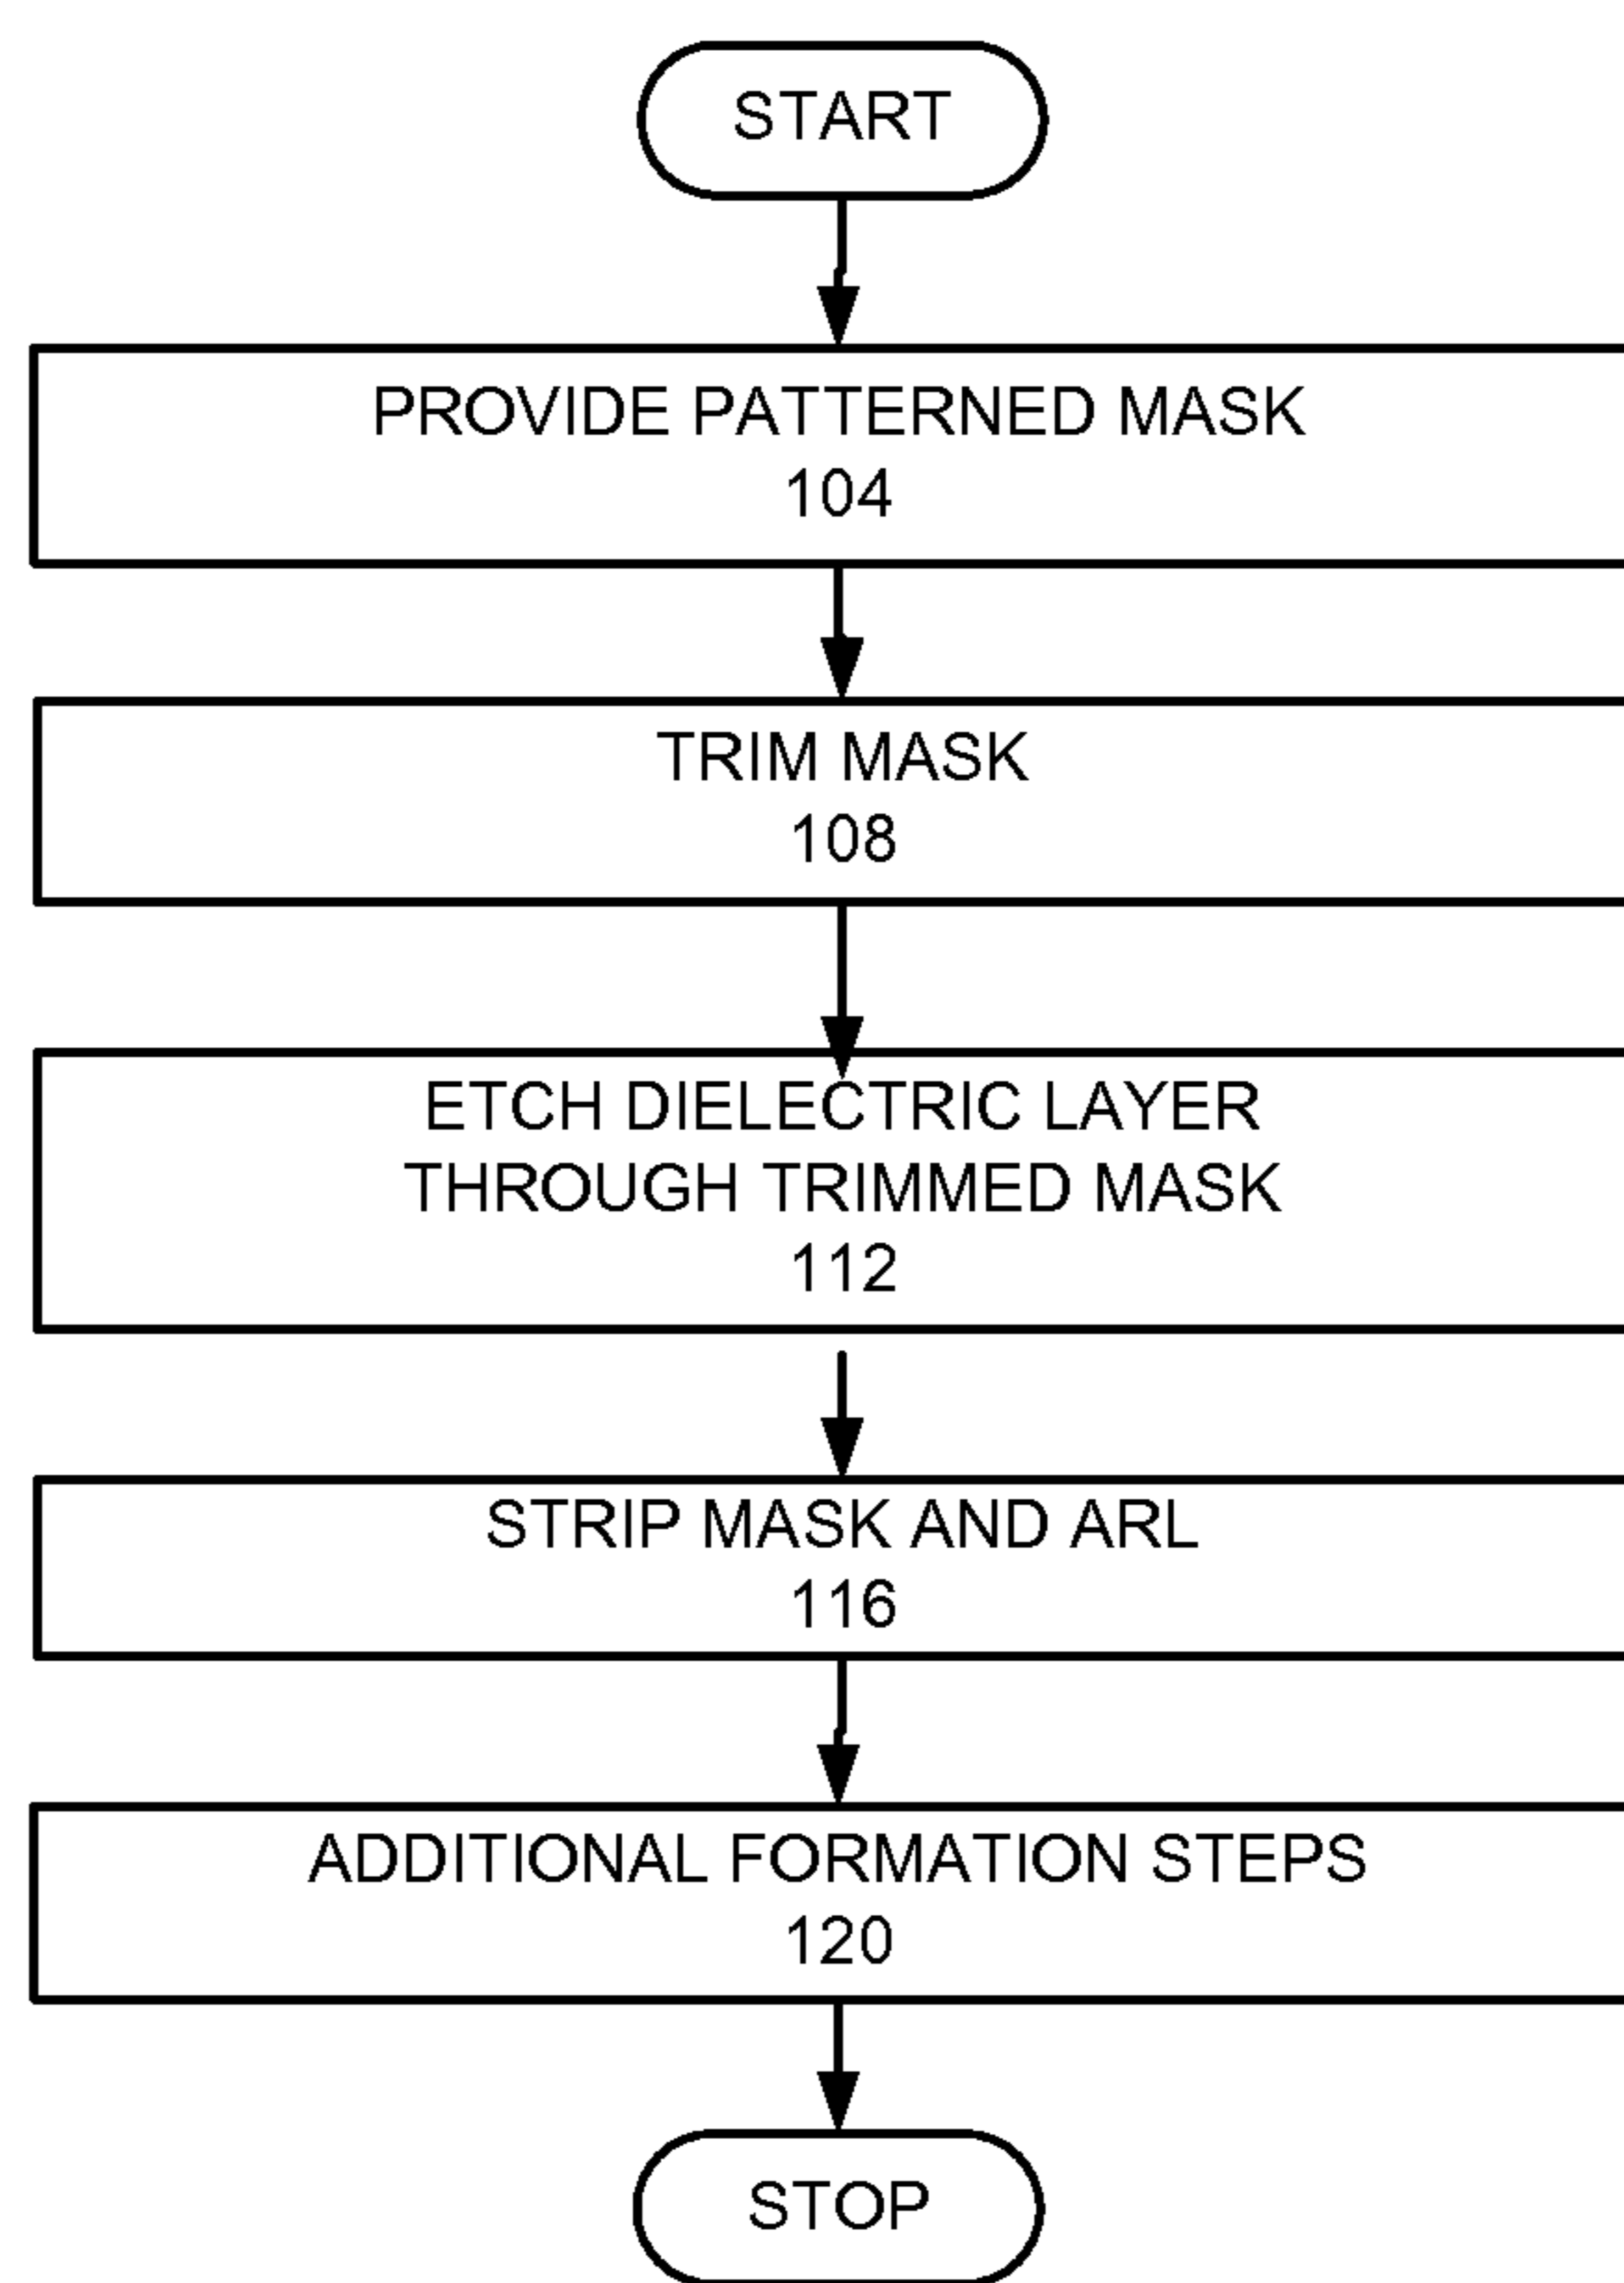 START
PROVIDE PATTERNED MASK
104
TRIM MASK
108
ETCH DIELECTRIC LAYER
THROUGH TRIMMED MASK
112
STRIP MASK AND ARL
116
ADDITIONAL FORMATION STEPS
120
STOP